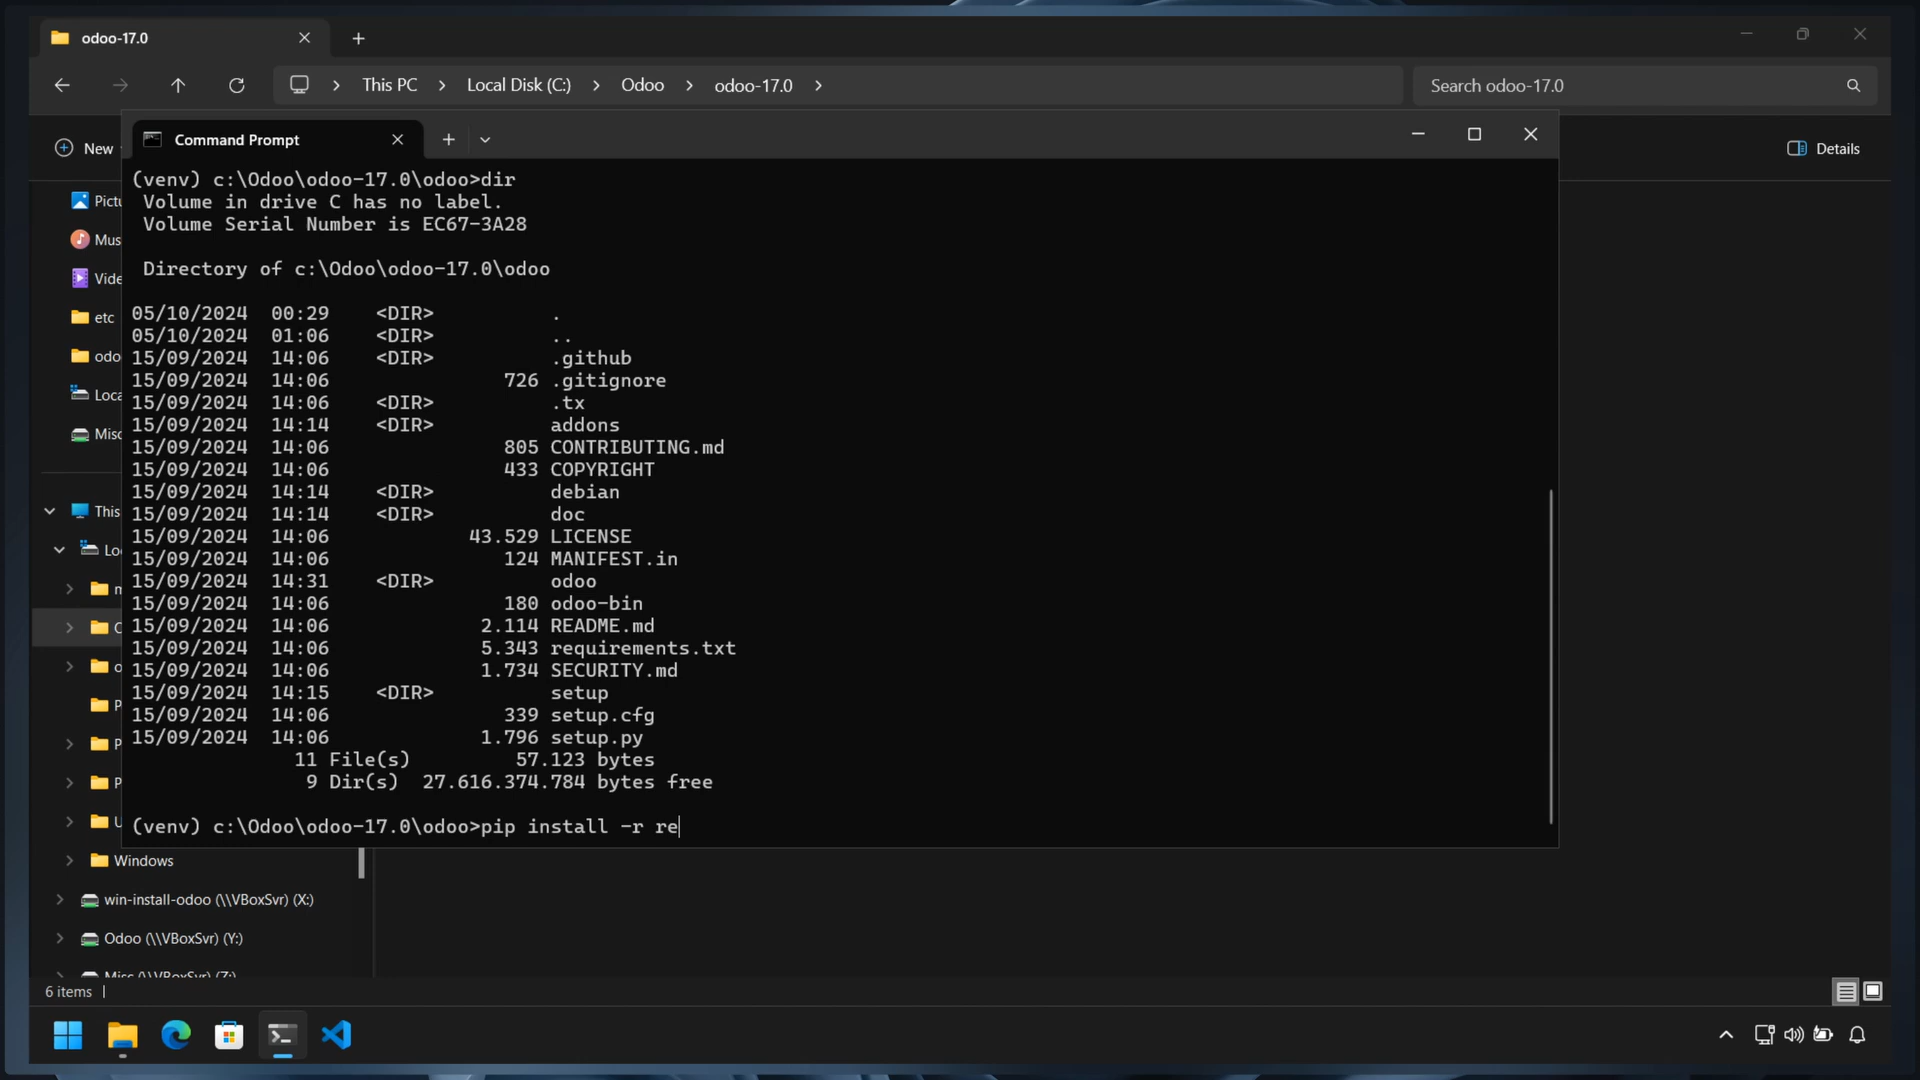 odoo-17.0
This PC > Local Disk (C:) > Odoo > odoo-17.0 >
Search odoo-17.0
New
Details
Command Prompt
Pictu
Mus
Vide
etc
odo
Loca
Misc
This
Loc
Windows
win-install-odoo (\\VBoxSvr) (X:)
Odoo (\\VBoxSvr) (Y:)
Misc (\\VBoxSvr) (Z:)
6 items
(venv) c:\Odoo\odoo-17.0\odoo>dir
Volume in drive C has no label.
Volume Serial Number is EC67-3A28
Directory of c:\Odoo\odoo-17.0\odoo
05/10/2024 00:29 <DIR> .
05/10/2024 01:06 <DIR> ..
15/09/2024 14:06 <DIR> .github
15/09/2024 14:06 726 .gitignore
15/09/2024 14:06 <DIR> .tx
15/09/2024 14:14 <DIR> addons
15/09/2024 14:06 805 CONTRIBUTING.md
15/09/2024 14:06 433 COPYRIGHT
15/09/2024 14:14 <DIR> debian
15/09/2024 14:14 <DIR> doc
15/09/2024 14:06 43.529 LICENSE
15/09/2024 14:06 124 MANIFEST.in
15/09/2024 14:31 <DIR> odoo
15/09/2024 14:06 180 odoo-bin
15/09/2024 14:06 2.114 README.md
15/09/2024 14:06 5.343 requirements.txt
15/09/2024 14:06 1.734 SECURITY.md
15/09/2024 14:15 <DIR> setup
15/09/2024 14:06 339 setup.cfg
15/09/2024 14:06 1.796 setup.py
11 File(s) 57.123 bytes
9 Dir(s) 27.616.374.784 bytes free
(venv) c:\Odoo\odoo-17.0\odoo>pip install -r re